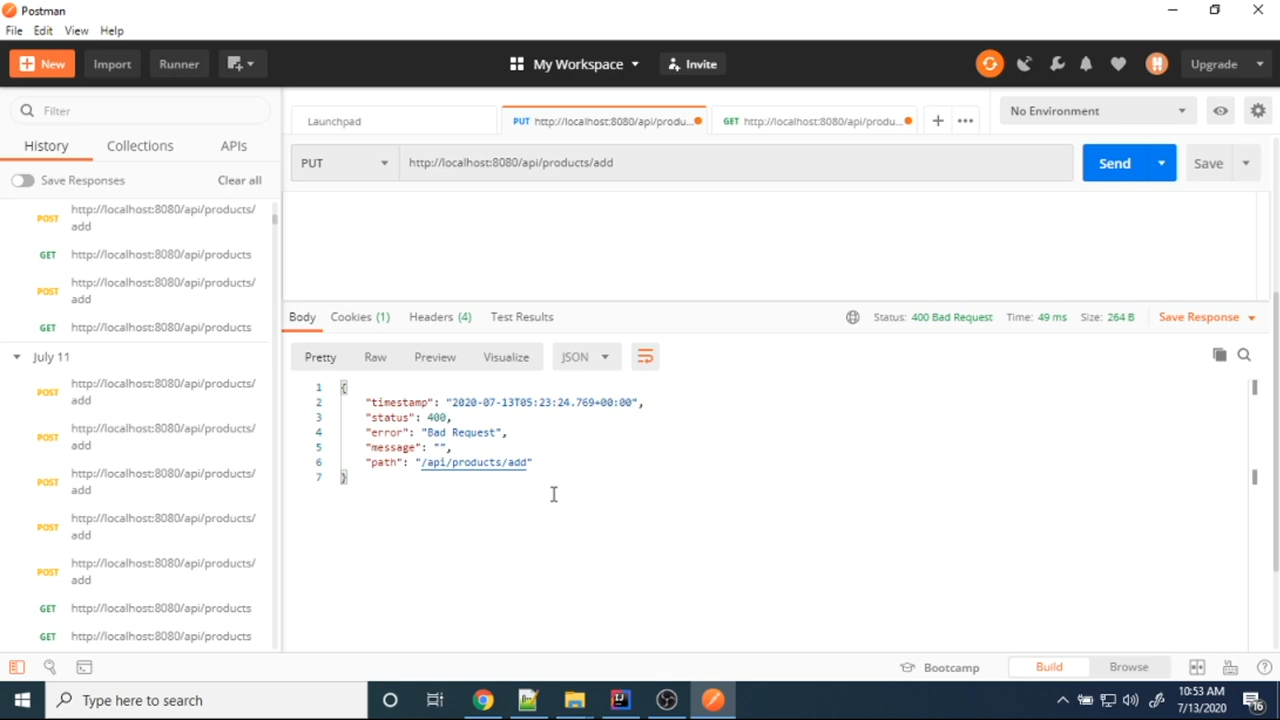 Postman
File Edit View Help
New Import Runner My Workspace Invite Upgrade
Filter
History Collections APIs
Save Responses Clear all
POST http://localhost:8080/api/products/
add
GET http://localhost:8080/api/products
POST http://localhost:8080/api/products/
add
GET http://localhost:8080/api/products
July 11
POST http://localhost:8080/api/products/
add
POST http://localhost:8080/api/products/
add
POST http://localhost:8080/api/products/
add
POST http://localhost:8080/api/products/
add
POST http://localhost:8080/api/products/
add
GET http://localhost:8080/api/products
GET http://localhost:8080/api/products
Launchpad PUT http://localhost:8080/api/produ... GET http://localhost:8080/api/produ... + ••• No Environment
PUT http://localhost:8080/api/products/add Send Save
Body Cookies (1) Headers (4) Test Results Status: 400 Bad Request Time: 49 ms Size: 264 B Save Response
Pretty Raw Preview Visualize JSON
1 {
2 "timestamp": "2020-07-13T05:23:24.769+00:00",
3 "status": 400,
4 "error": "Bad Request",
5 "message": "",
6 "path": "/api/products/add"
7 }
Bootcamp Build Browse
Type here to search
10:53 AM
7/13/2020
16